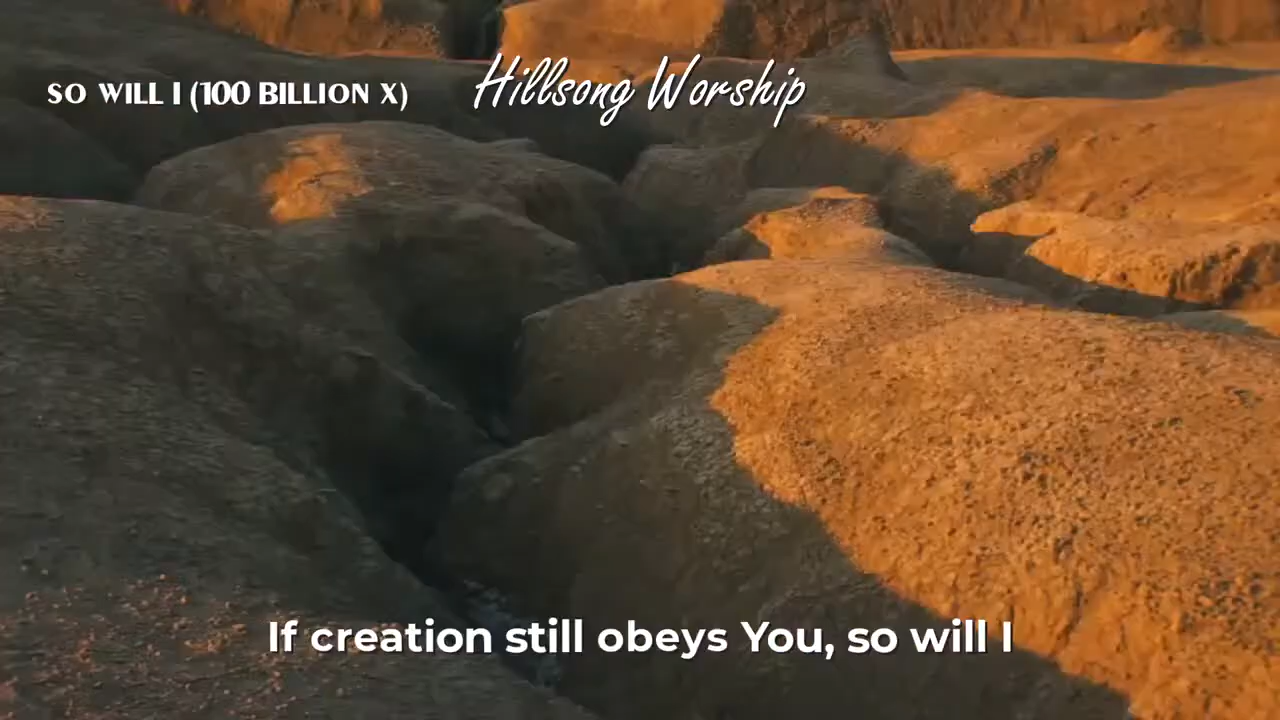 SO WILL I (100 BILLION X)
Hillsong Worship
If creation still obeys You, so will I